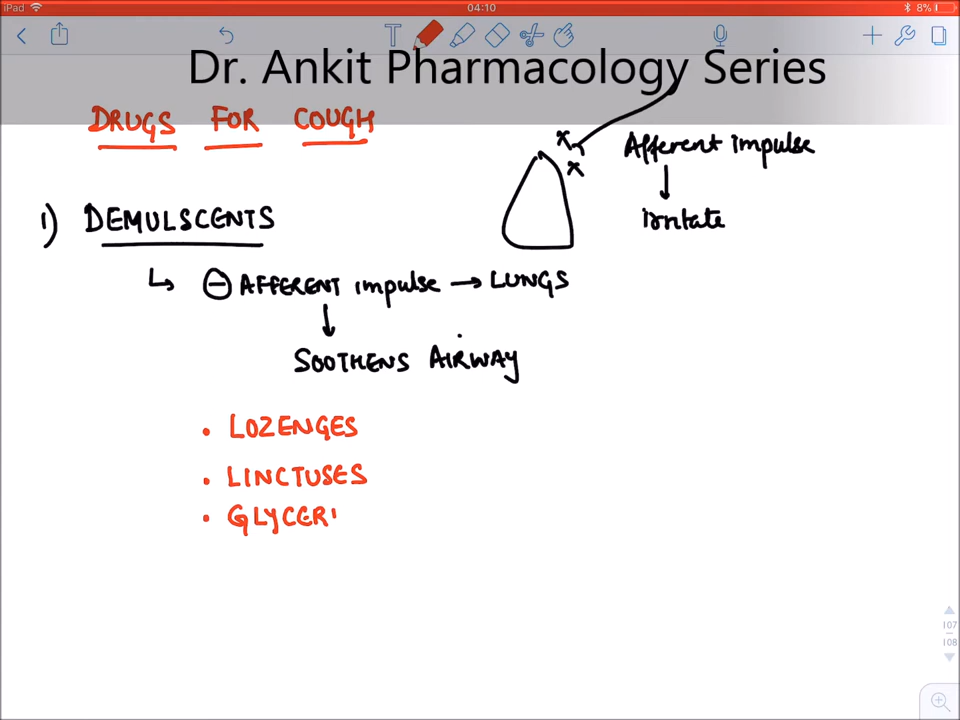 iPad 04:10 8%
T
Dr. Ankit Pharmacology Series
DRUGS FOR COUGH
x
x
Afferent impulse
irritate
1) DEMULSCENTS
AFFERENT impulse → LUNGS
SOOTHENS AIRWAY
• LOZENGES
• LINCTUSES
• GLYCERI
107
108